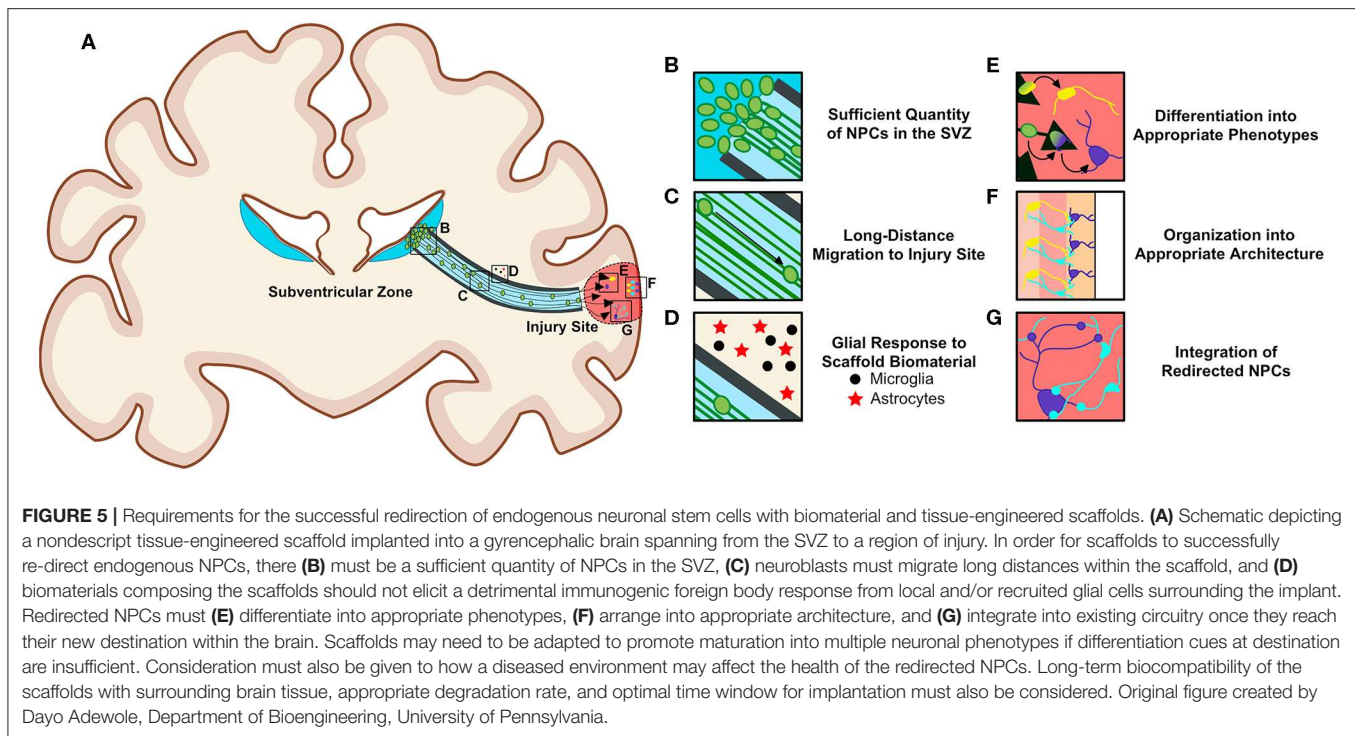 A
Subventricular Zone
Injury Site
B
C
D
E
F
G
B
Sufficient Quantity
of NPCs in the SVZ
C
Long-Distance
Migration to Injury Site
D
Glial Response to
Scaffold Biomaterial
Microglia
Astrocytes
E
Differentiation into
Appropriate Phenotypes
F
Organization into
Appropriate Architecture
G
Integration of
Redirected NPCs
FIGURE 5 | Requirements for the successful redirection of endogenous neuronal stem cells with biomaterial and tissue-engineered scaffolds. (A) Schematic depicting
a nondescript tissue-engineered scaffold implanted into a gyrencephalic brain spanning from the SVZ to a region of injury. In order for scaffolds to successfully
re-direct endogenous NPCs, there (B) must be a sufficient quantity of NPCs in the SVZ, (C) neuroblasts must migrate long distances within the scaffold, and (D)
biomaterials composing the scaffolds should not elicit a detrimental immunogenic foreign body response from local and/or recruited glial cells surrounding the implant.
Redirected NPCs must (E) differentiate into appropriate phenotypes, (F) arrange into appropriate architecture, and (G) integrate into existing circuitry once they reach
their new destination within the brain. Scaffolds may need to be adapted to promote maturation into multiple neuronal phenotypes if differentiation cues at destination
are insufficient. Consideration must also be given to how a diseased environment may affect the health of the redirected NPCs. Long-term biocompatibility of the
scaffolds with surrounding brain tissue, appropriate degradation rate, and optimal time window for implantation must also be considered. Original figure created by
Dayo Adewole, Department of Bioengineering, University of Pennsylvania.